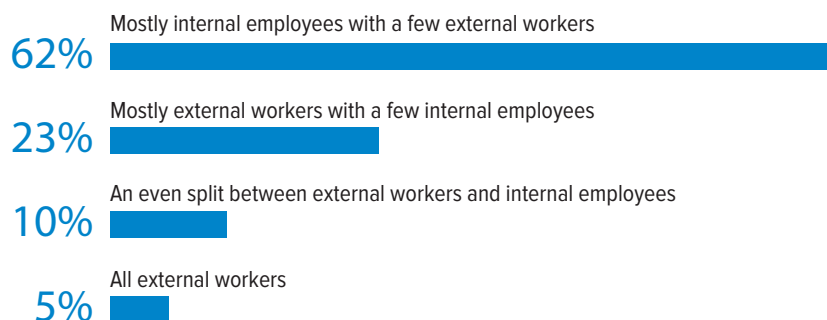 Mostly internal employees with a few external workers
62%
Mostly external workers with a few internal employees
23%
An even split between external workers and internal employees
10%
All external workers
5%